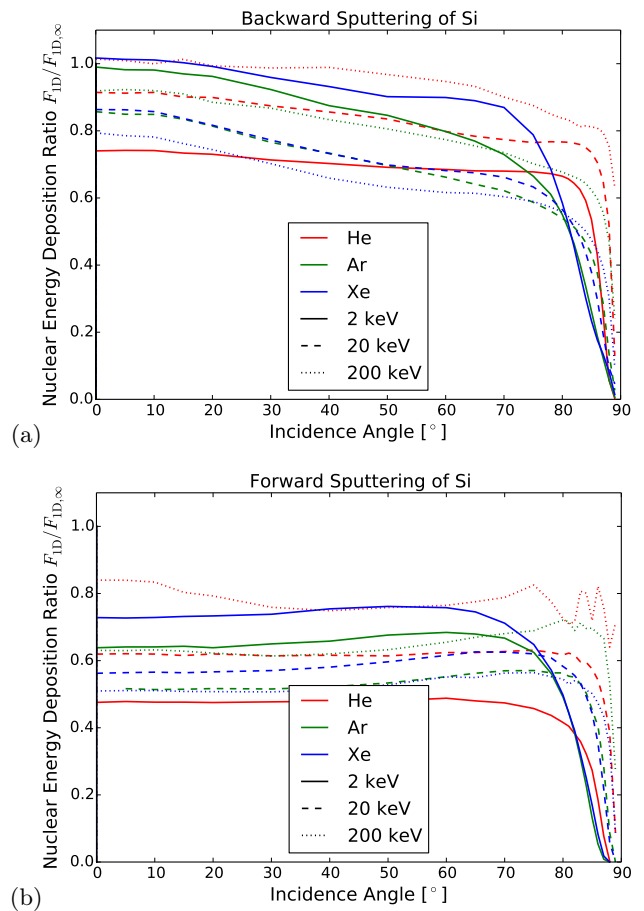 Backward Sputtering of Si
Nuclear Energy Deposition Ratio F1D/F1D,∞
1.0
0.8
0.6
0.4
0.2
0.0
He
Ar
Xe
2 keV
20 keV
200 keV
0 10 20 30 40 50 60 70 80 90
Incidence Angle [°]
(a)
Forward Sputtering of Si
Nuclear Energy Deposition Ratio F1D/F1D,∞
1.0
0.8
0.6
0.4
0.2
0.0
He
Ar
Xe
2 keV
20 keV
200 keV
0 10 20 30 40 50 60 70 80 90
Incidence Angle [°]
(b)